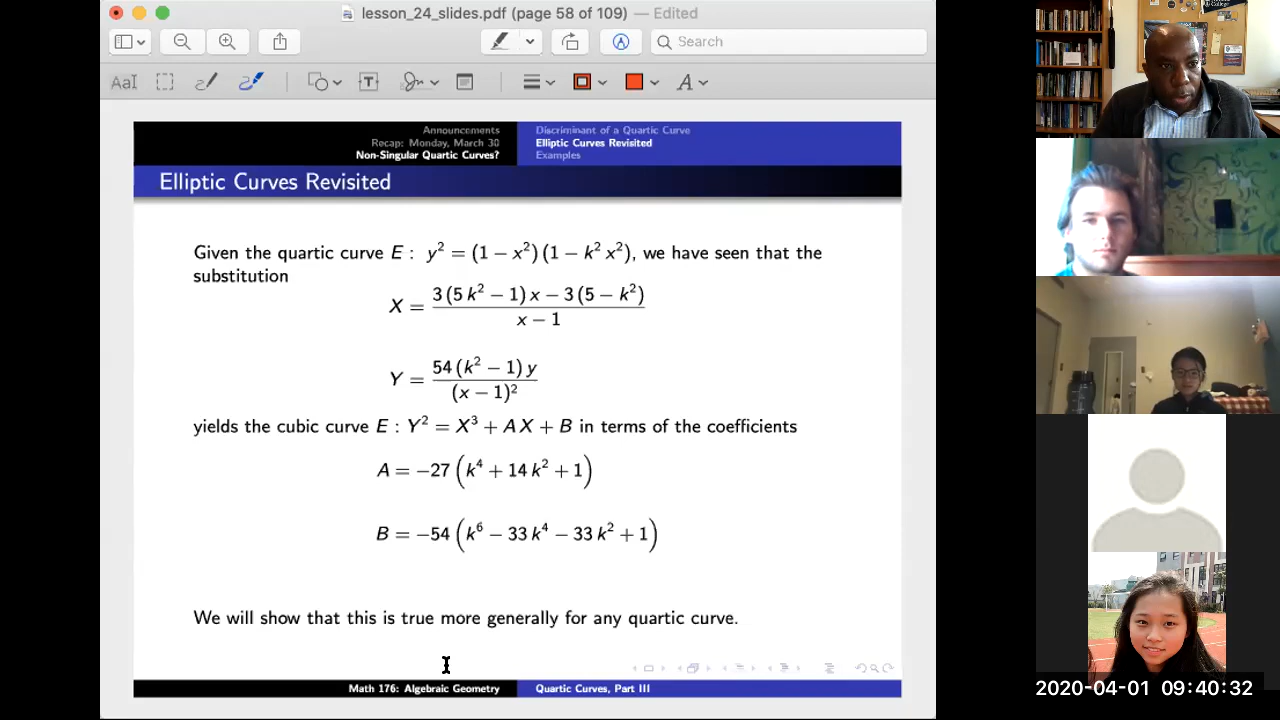 lesson_24_slides.pdf (page 58 of 109) — Edited
Search
Announcements
Recap: Monday, March 30
Non-Singular Quartic Curves?
Discriminant of a Quartic Curve
Elliptic Curves Revisited
Examples
Elliptic Curves Revisited
Given the quartic curve E : y² = (1 − x²)(1 − k² x²), we have seen that the
substitution
X = (3(5 k² − 1) x − 3(5 − k²)) / (x − 1)
Y = (54 (k² − 1) y) / ((x − 1)²)
yields the cubic curve E : Y² = X³ + A X + B in terms of the coefficients
A = −27 (k⁴ + 14 k² + 1)
B = −54 (k⁶ − 33 k⁴ − 33 k² + 1)
We will show that this is true more generally for any quartic curve.
Math 176: Algebraic Geometry
Quartic Curves, Part III
2020-04-01 09:40:32